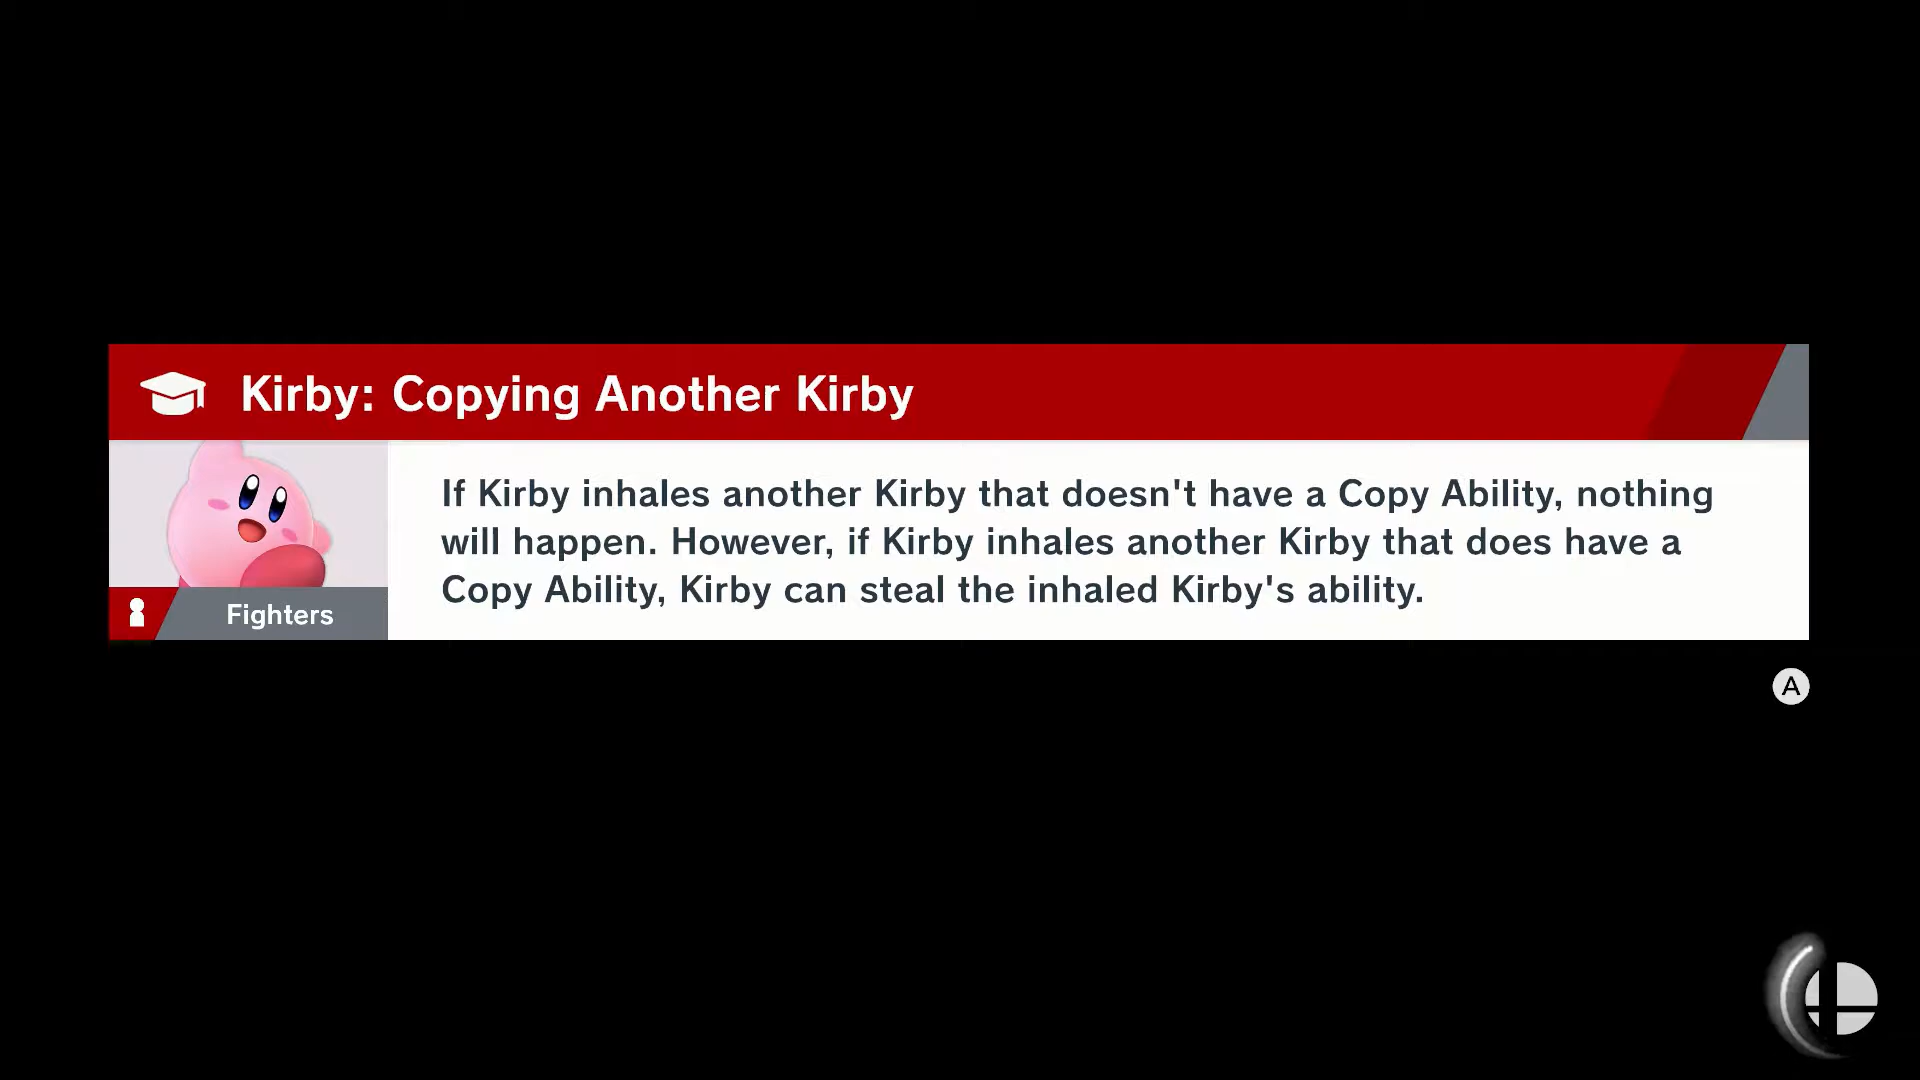 Kirby: Copying Another Kirby
If Kirby inhales another Kirby that doesn't have a Copy Ability, nothing
will happen. However, if Kirby inhales another Kirby that does have a
Copy Ability, Kirby can steal the inhaled Kirby's ability.
Fighters
A